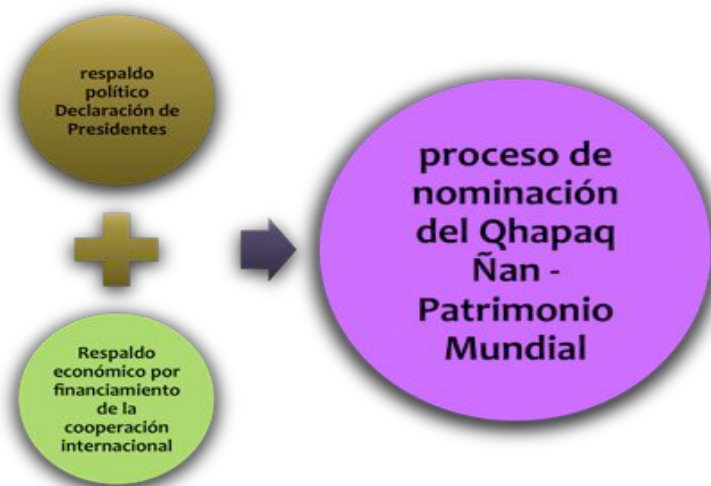 respaldo
político
Declaración de
Presidentes
Respaldo
económico por
financiamiento
de la
cooperación
internacional
proceso de
nominación
del Qhapaq
Ñan -
Patrimonio
Mundial